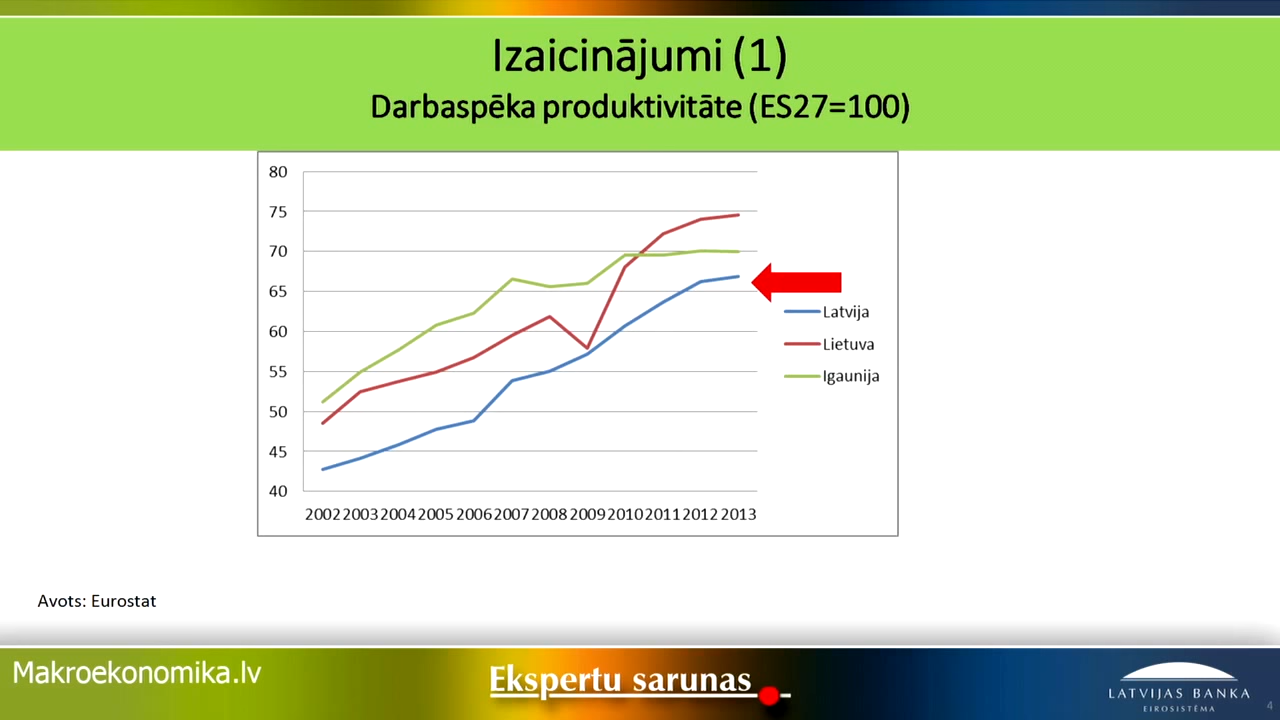 Izaicinājumi (1)
Darbaspēka produktivitāte (ES27=100)
80
75
70
65
60
55
50
45
40
2002 2003 2004 2005 2006 2007 2008 2009 2010 2011 2012 2013
Latvija
Lietuva
Igaunija
Avots: Eurostat
Makroekonomika.lv
Ekspertu sarunas
LATVIJAS BANKA
EIROSISTĒMA
4